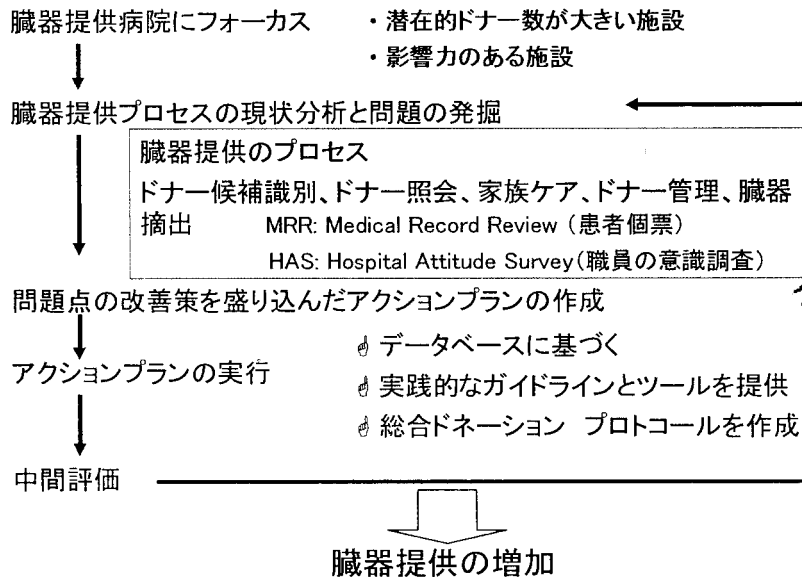 臓器提供病院にフォーカス ・潜在的ドナー数が大きい施設
・影響力のある施設
臓器提供プロセスの現状分析と問題の発掘
臓器提供のプロセス
ドナー候補識別、ドナー照会、家族ケア、ドナー管理、臓器
摘出 MRR: Medical Record Review (患者個票)
HAS: Hospital Attitude Survey(職員の意識調査)
問題点の改善策を盛り込んだアクションプランの作成
データベースに基づく
アクションプランの実行
実践的なガイドラインとツールを提供
総合ドネーション プロトコールを作成
中間評価
臓器提供の増加